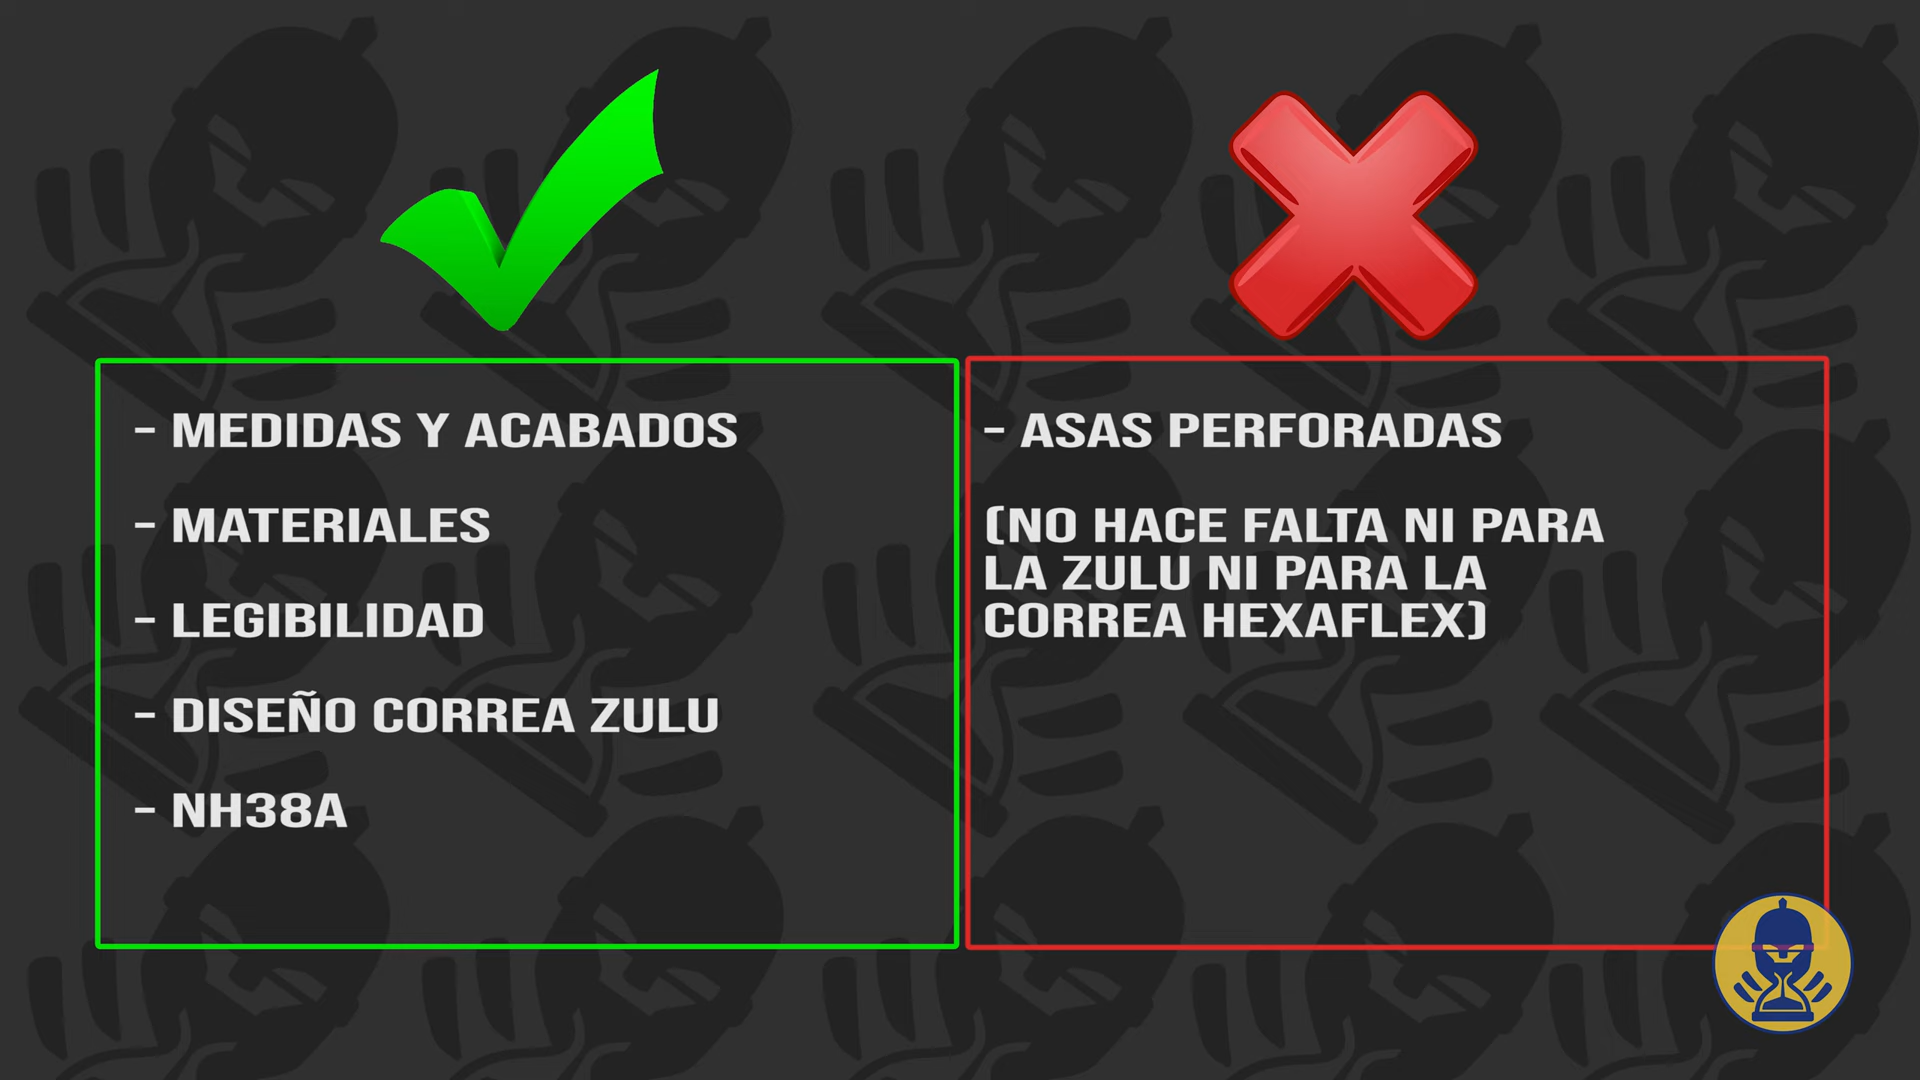 - MEDIDAS Y ACABADOS
- MATERIALES
- LEGIBILIDAD
- DISEÑO CORREA ZULU
- NH38A
- ASAS PERFORADAS
(NO HACE FALTA NI PARA
LA ZULU NI PARA LA
CORREA HEXAFLEX)